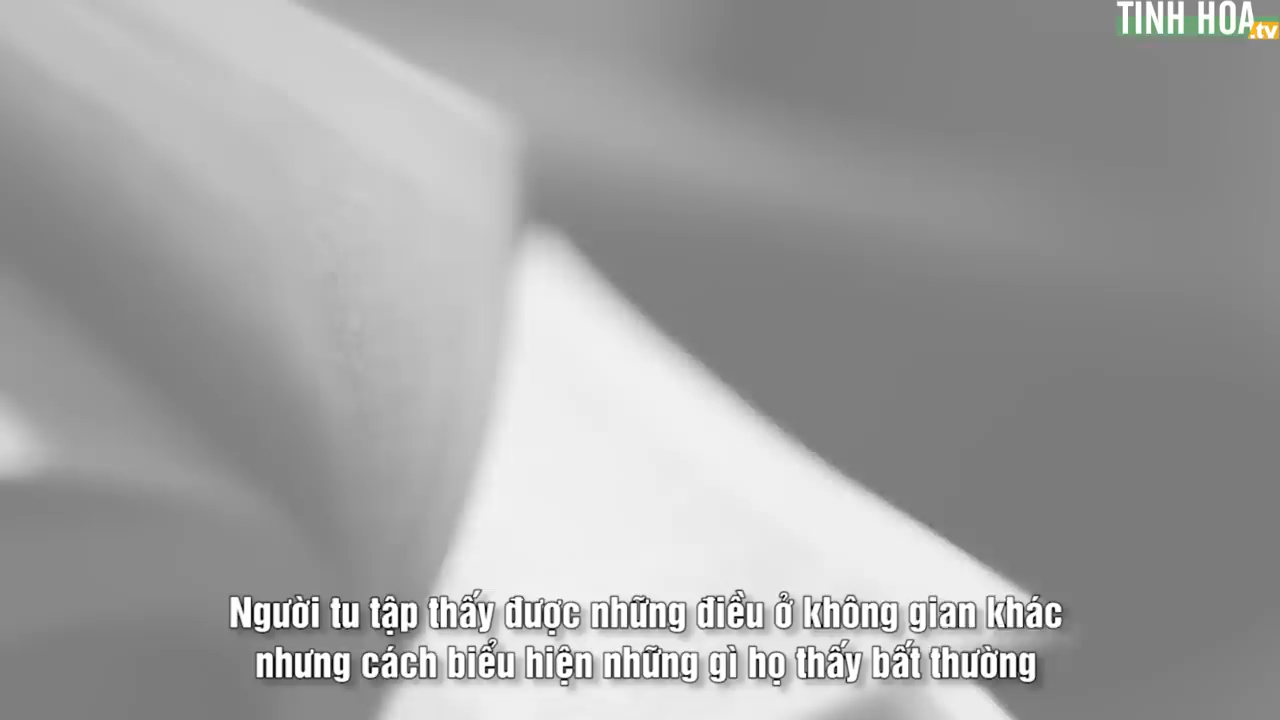 TINH HOA.tv
Người tu tập thấy được những điều ở không gian khác
nhưng cách biểu hiện những gì họ thấy bất thường